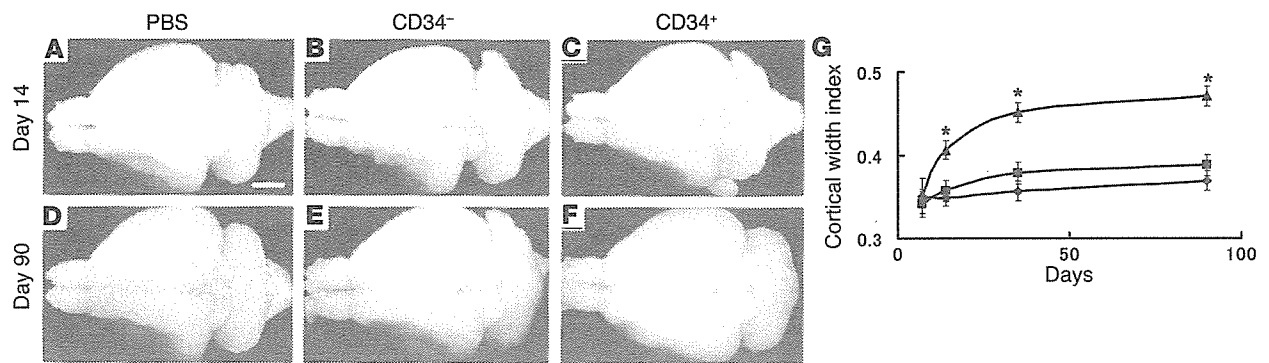 PBS CD34⁻ CD34⁺
Day 14
A B C
Day 90
D E F
G
Cortical width index
0.5
0.4
0.3
* * *
0 50 100
Days